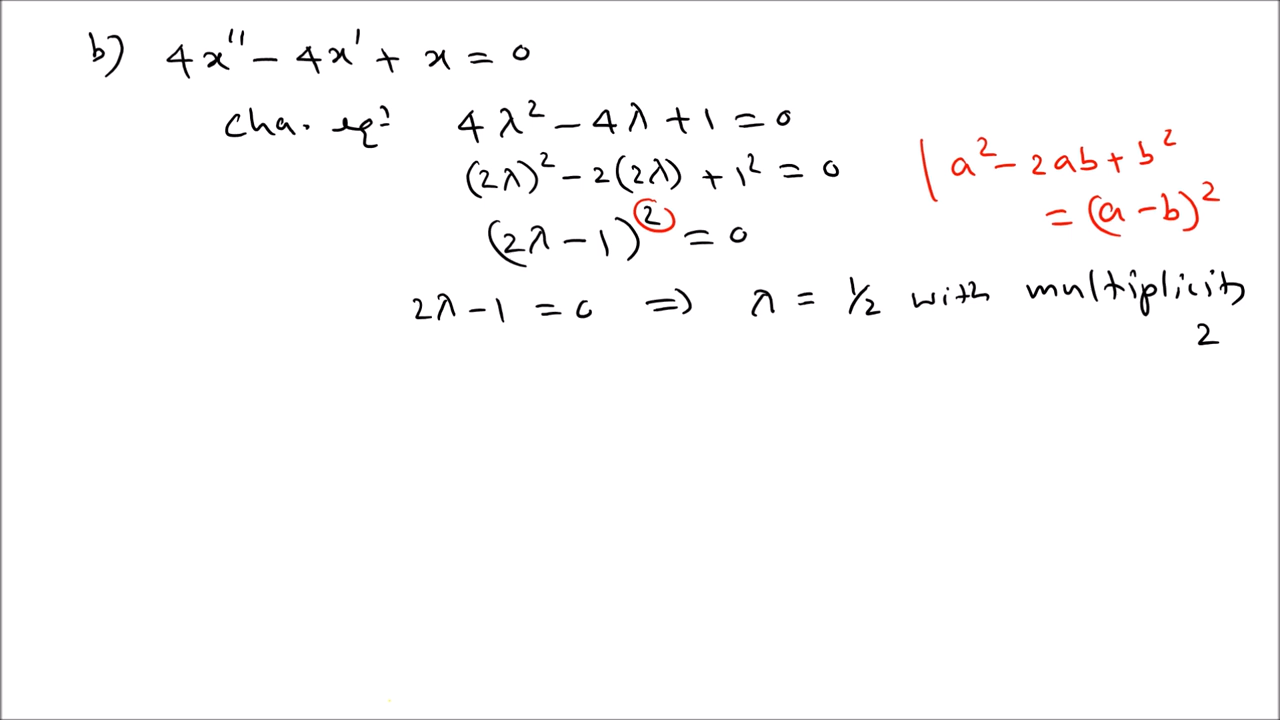 b) 4x'' - 4x' + x = 0
Cha. eqⁿ 4λ² - 4λ + 1 = 0
(2λ)² - 2(2λ) + 1² = 0
(2λ - 1)² = 0
2λ - 1 = 0 ⇒ λ = 1/2 with multiplicity
2
| a² - 2ab + b²
= (a - b)²